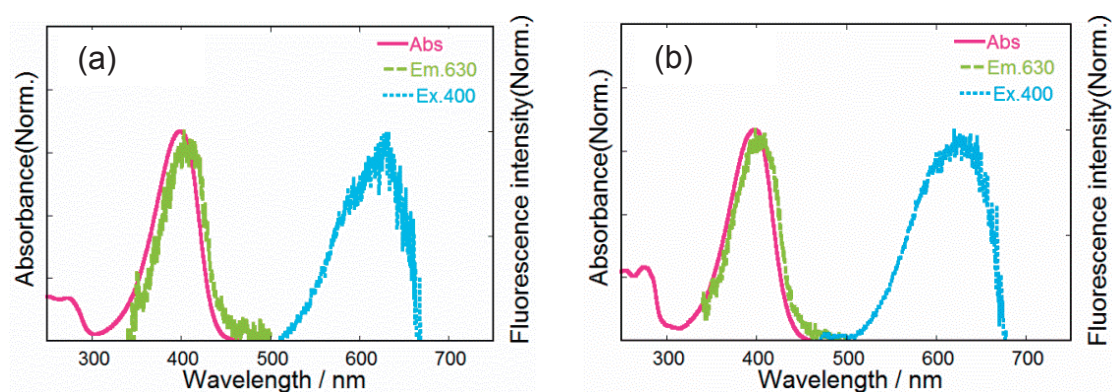 (a)
Abs
Em.630
Ex.400
Absorbance(Norm.)
Fluorescence intensity(Norm.)
300 400 500 600 700
Wavelength / nm
(b)
Abs
Em.630
Ex.400
Absorbance(Norm.)
Fluorescence intensity(Norm.)
300 400 500 600 700
Wavelength / nm